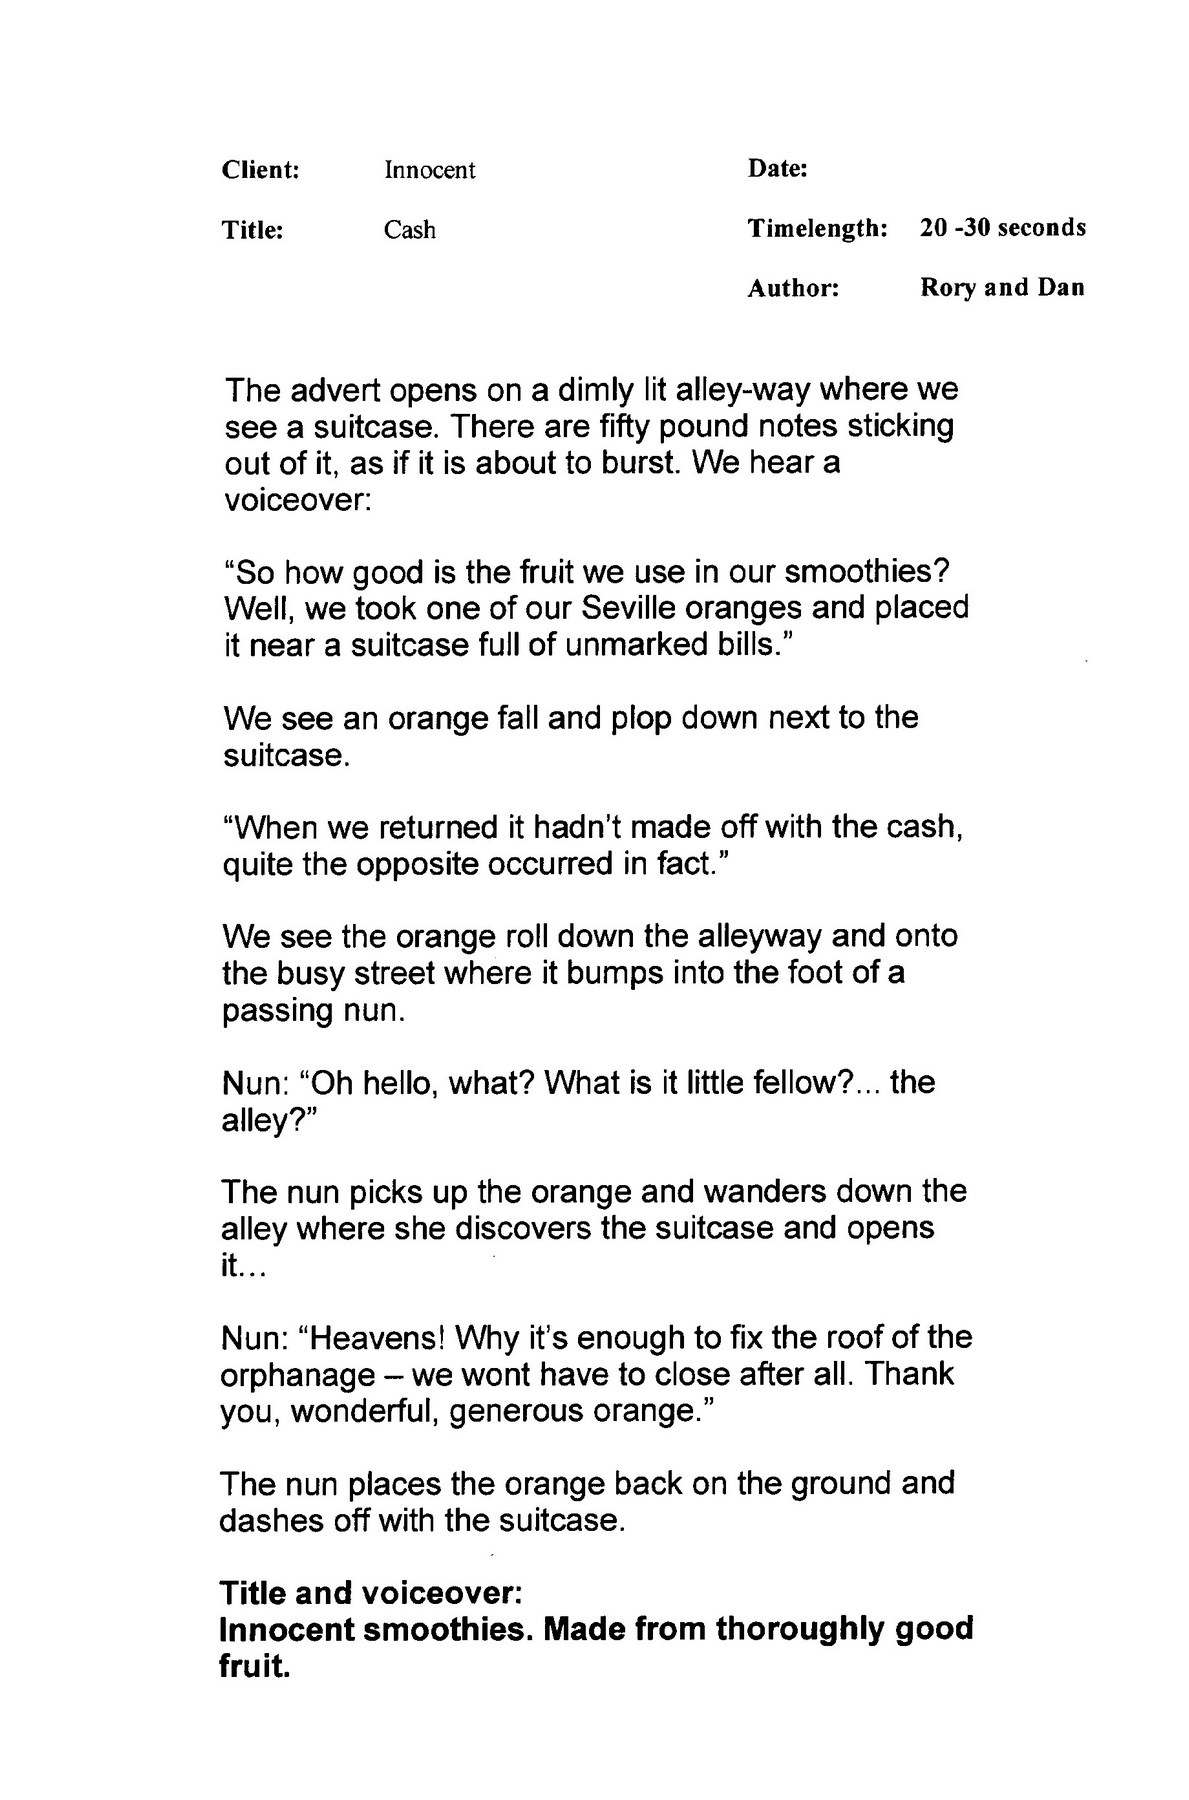 Client: Innocent Date:
Title: Cash Timelength: 20 -30 seconds
Author: Rory and Dan
The advert opens on a dimly lit alley-way where we
see a suitcase. There are fifty pound notes sticking
out of it, as if it is about to burst. We hear a
voiceover:
“So how good is the fruit we use in our smoothies?
Well, we took one of our Seville oranges and placed
it near a suitcase full of unmarked bills.”
We see an orange fall and plop down next to the
suitcase.
“When we returned it hadn’t made off with the cash,
quite the opposite occurred in fact.”
We see the orange roll down the alleyway and onto
the busy street where it bumps into the foot of a
passing nun.
Nun: “Oh hello, what? What is it little fellow?... the
alley?”
The nun picks up the orange and wanders down the
alley where she discovers the suitcase and opens
it...
Nun: “Heavens! Why it’s enough to fix the roof of the
orphanage – we wont have to close after all. Thank
you, wonderful, generous orange.”
The nun places the orange back on the ground and
dashes off with the suitcase.
Title and voiceover:
Innocent smoothies. Made from thoroughly good
fruit.